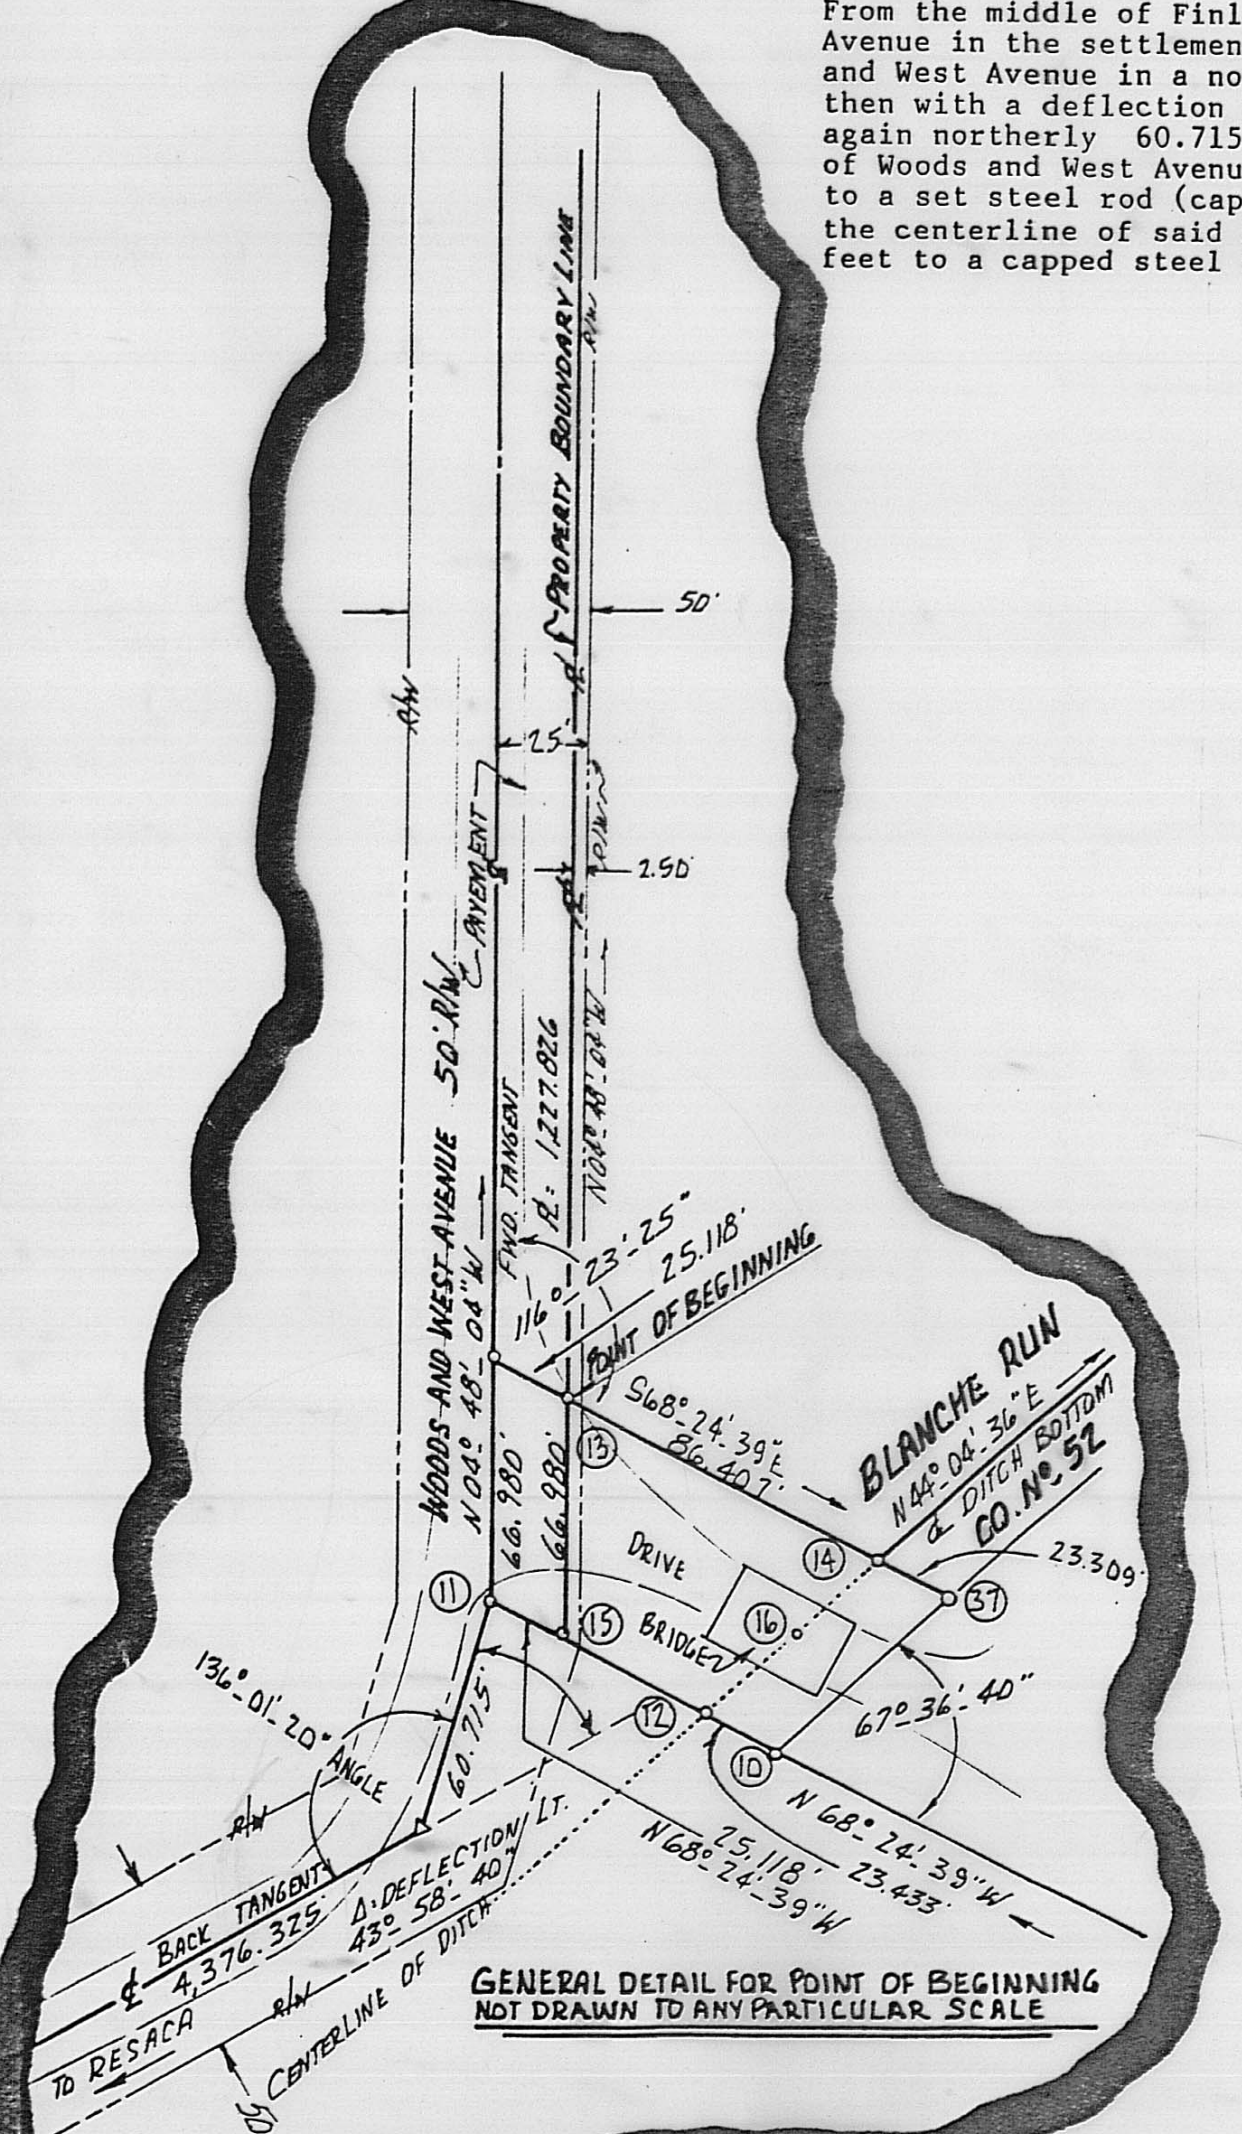 From the middle of Finl
Avenue in the settlemen
and West Avenue in a no
then with a deflection
again northerly 60.715
of Woods and West Avenu
to a set steel rod (cap
the centerline of said
feet to a capped steel
PROPERTY BOUNDARY LINE
R/W
50'
R/W
25'
PAVEMENT
R/W
2.50'
WOODS AND WEST AVENUE 50' R/W
N 04°-48'-04" W
FWD. TANGENT
1,227.826
N04°-48'-04"W
116°-23'-25"
25.118'
POINT OF BEGINNING
S68°-24'-39"E
86.407'
13
BLANCHE RUN
N44°-04'-36"E
℄ DITCH BOTTOM
CO. Nº 52
66.980'
66.980'
DRIVE
14
23.309'
37
11
15
BRIDGE
16
136°-01'-20"
ANGLE
60.715'
12
67°-36'-40"
10
N 68°-24'-39"W
25.118'
23.433'
N68°-24'-39"W
R/W
BACK TANGENT
℄ 4,376.325
Δ: DEFLECTION LT.
43°-58'-40"
R/W
TO RESACA
CENTERLINE OF DITCH
50'
GENERAL DETAIL FOR POINT OF BEGINNING
NOT DRAWN TO ANY PARTICULAR SCALE